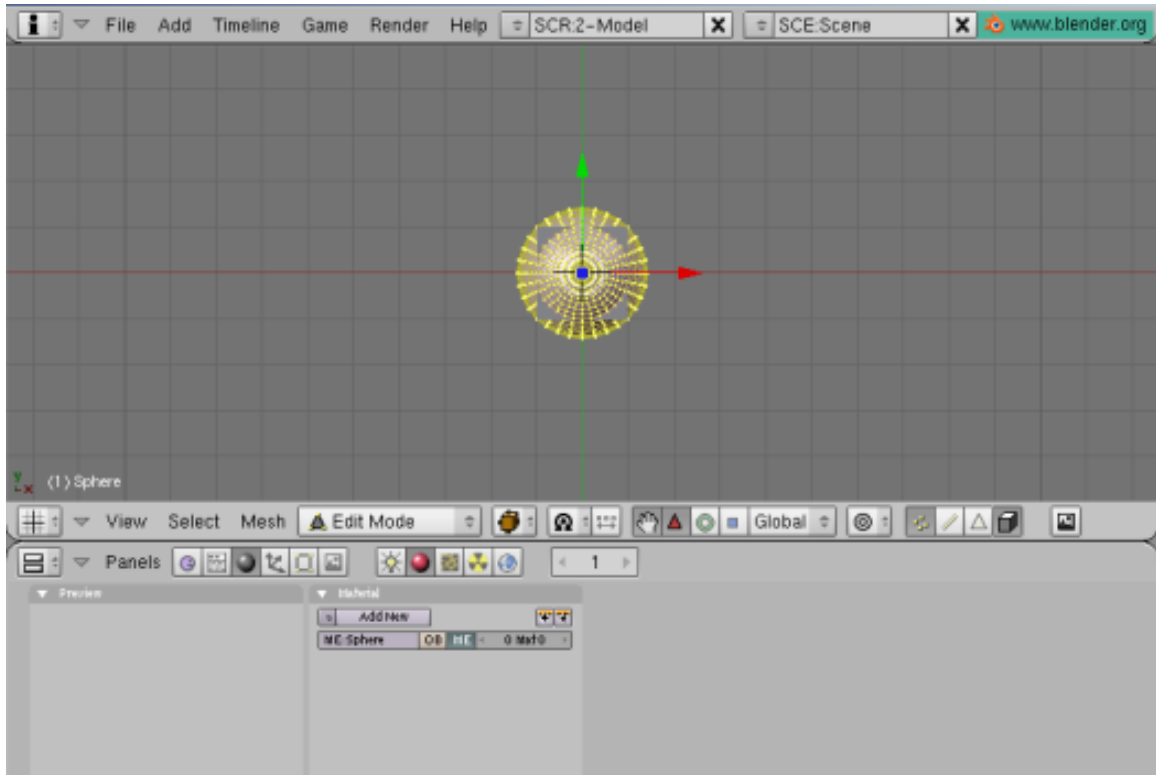 File Add Timeline Game Render Help SCR:2-Model SCE:Scene www.blender.org
(1) Sphere
View Select Mesh Edit Mode Global
Panels 1
Preview Material
Add New
ME:Sphere OB ME 0 Mat 0